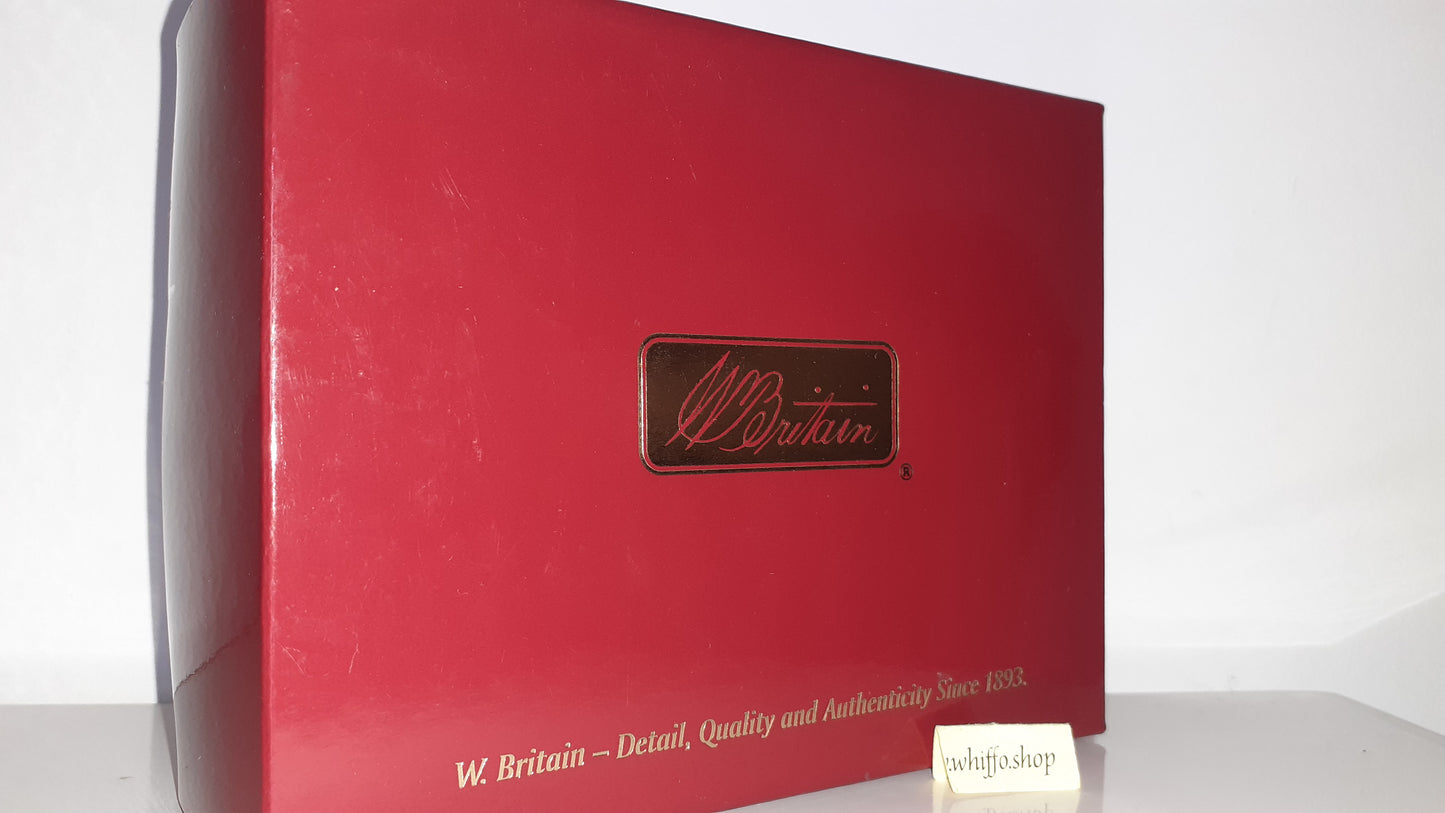 W Britain
®
W. Britain – Detail, Quality and Authenticity Since 1893.
.whiffo.shop